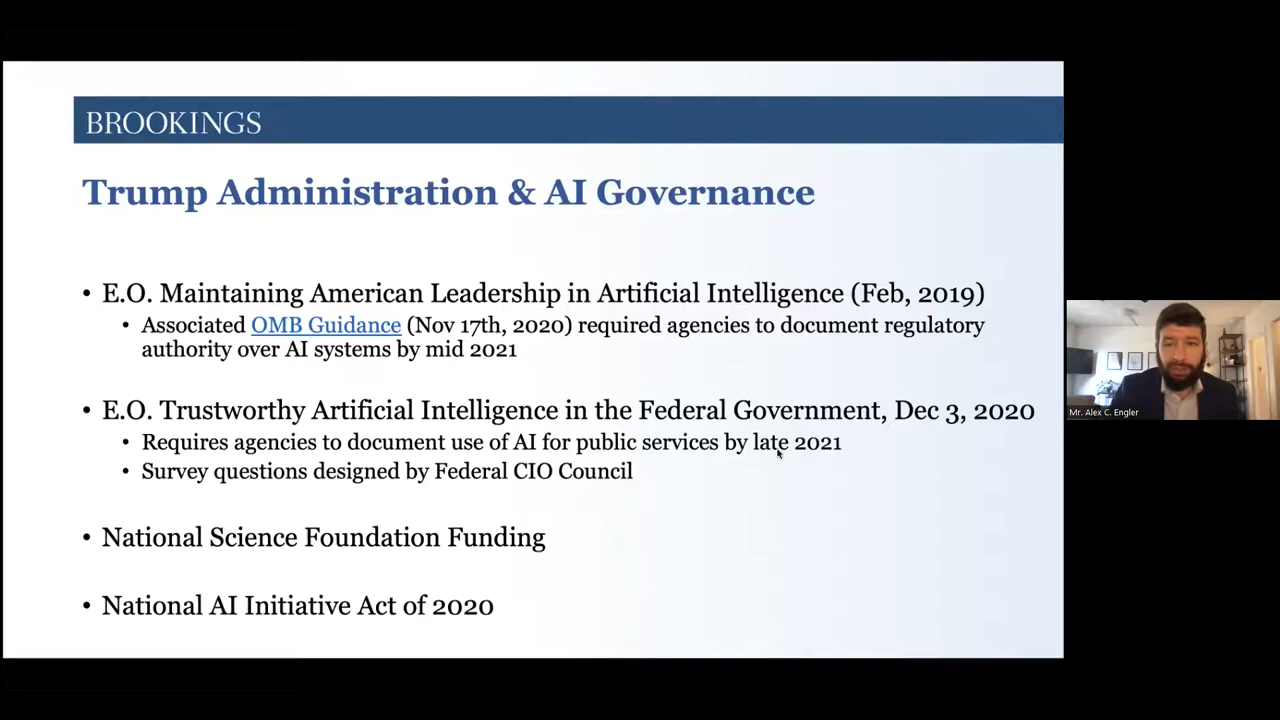 BROOKINGS
Trump Administration & AI Governance
• E.O. Maintaining American Leadership in Artificial Intelligence (Feb, 2019)
• Associated OMB Guidance (Nov 17th, 2020) required agencies to document regulatory
authority over AI systems by mid 2021
• E.O. Trustworthy Artificial Intelligence in the Federal Government, Dec 3, 2020
• Requires agencies to document use of AI for public services by late 2021
• Survey questions designed by Federal CIO Council
• National Science Foundation Funding
• National AI Initiative Act of 2020
Mr. Alex C. Engler